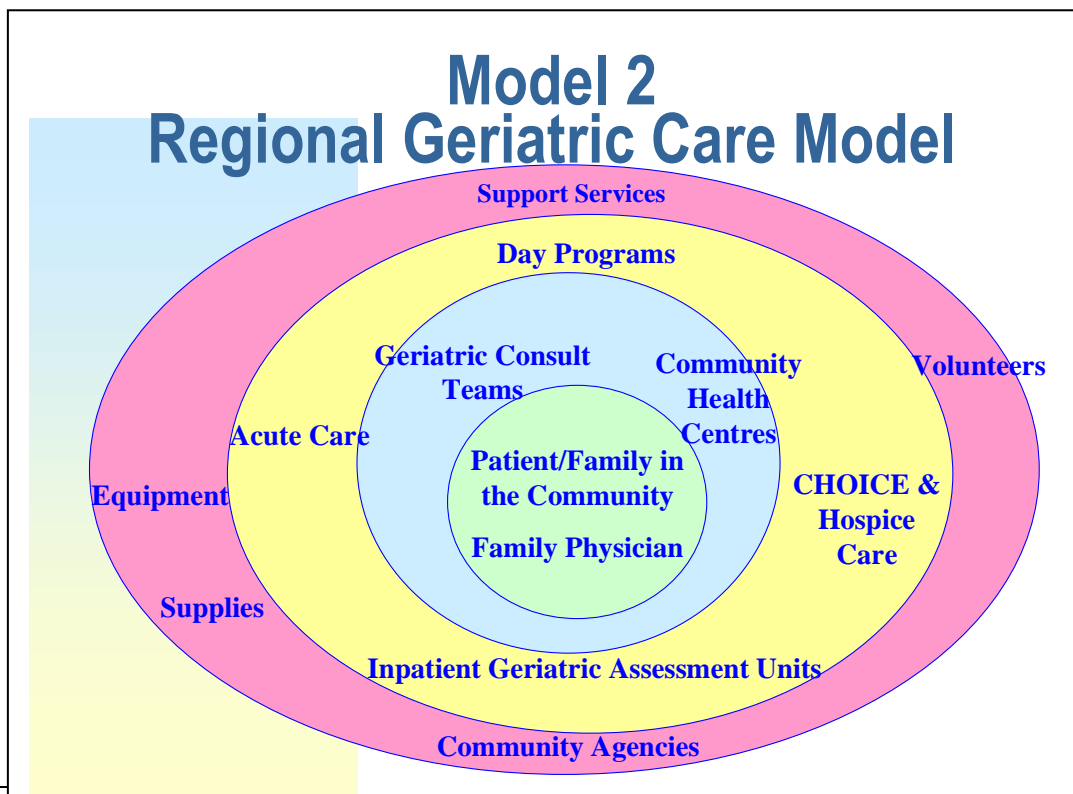 Model 2
Regional Geriatric Care Model
Support Services
Day Programs
Geriatric Consult
Teams
Community
Health
Centres
Volunteers
Acute Care
Patient/Family in
the Community
Family Physician
Equipment
CHOICE &
Hospice
Care
Supplies
Inpatient Geriatric Assessment Units
Community Agencies